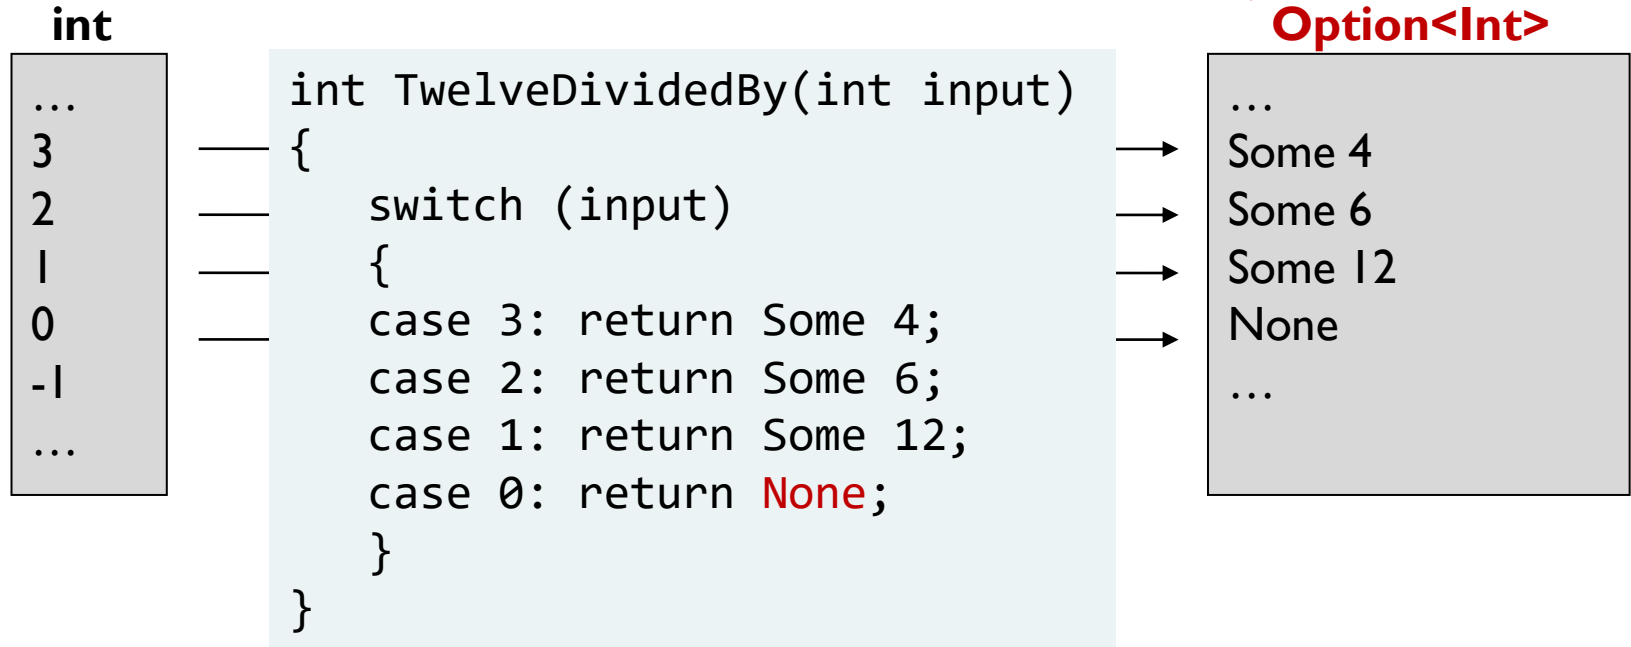 int
Option<Int>
…
3
2
1
0
-1
…
int TwelveDividedBy(int input)
{
switch (input)
{
case 3: return Some 4;
case 2: return Some 6;
case 1: return Some 12;
case 0: return None;
}
}
…
Some 4
Some 6
Some 12
None
…